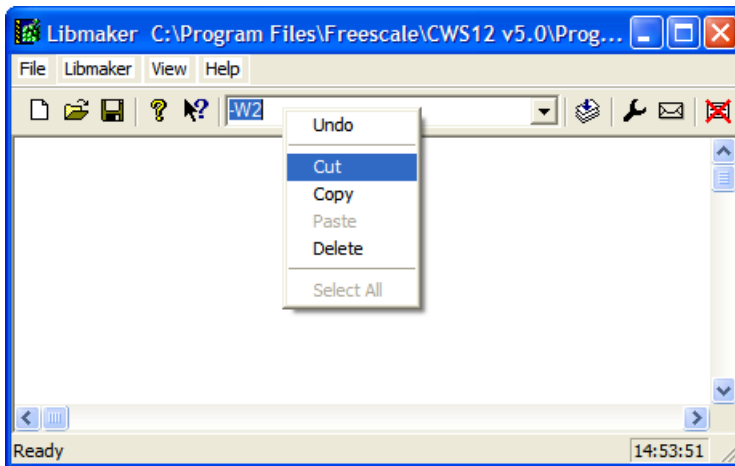 Libmaker C:\Program Files\Freescale\CWS12 v5.0\Prog...
File Libmaker View Help
-W2
Undo
Cut
Copy
Paste
Delete
Select All
Ready 14:53:51